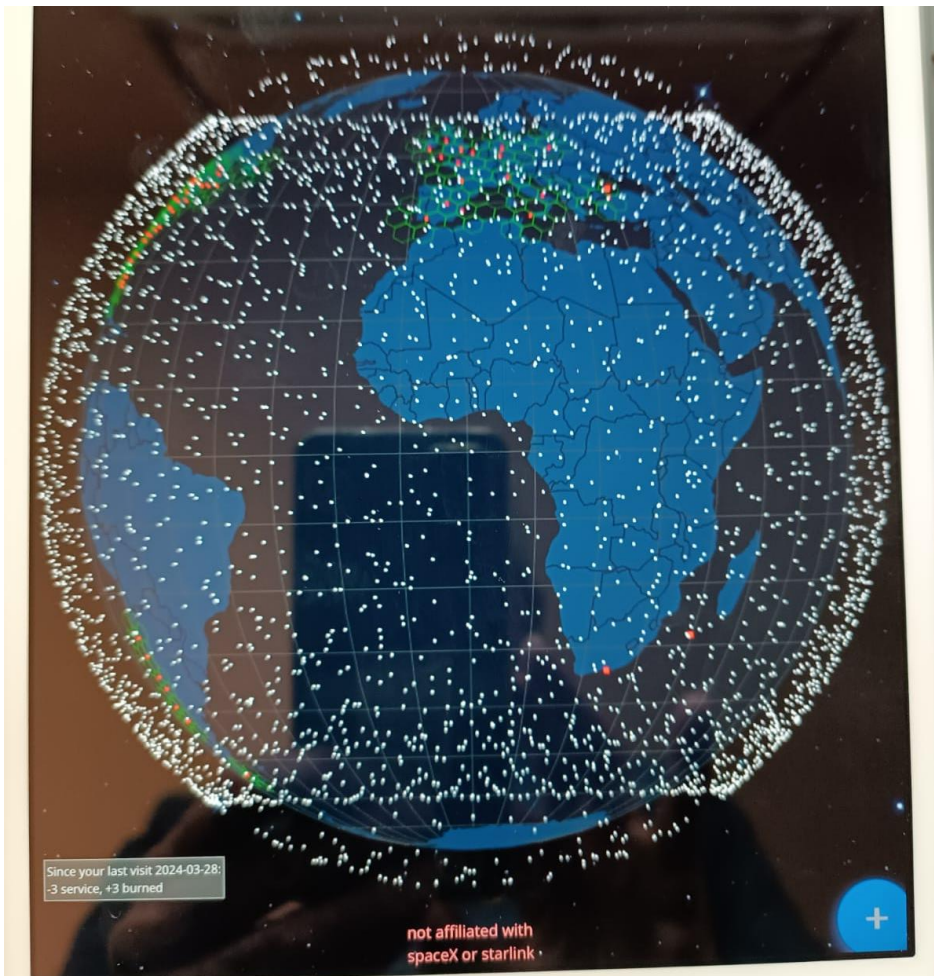 Since your last visit 2024-03-28:
-3 service, +3 burned
+
not affiliated with
spaceX or starlink